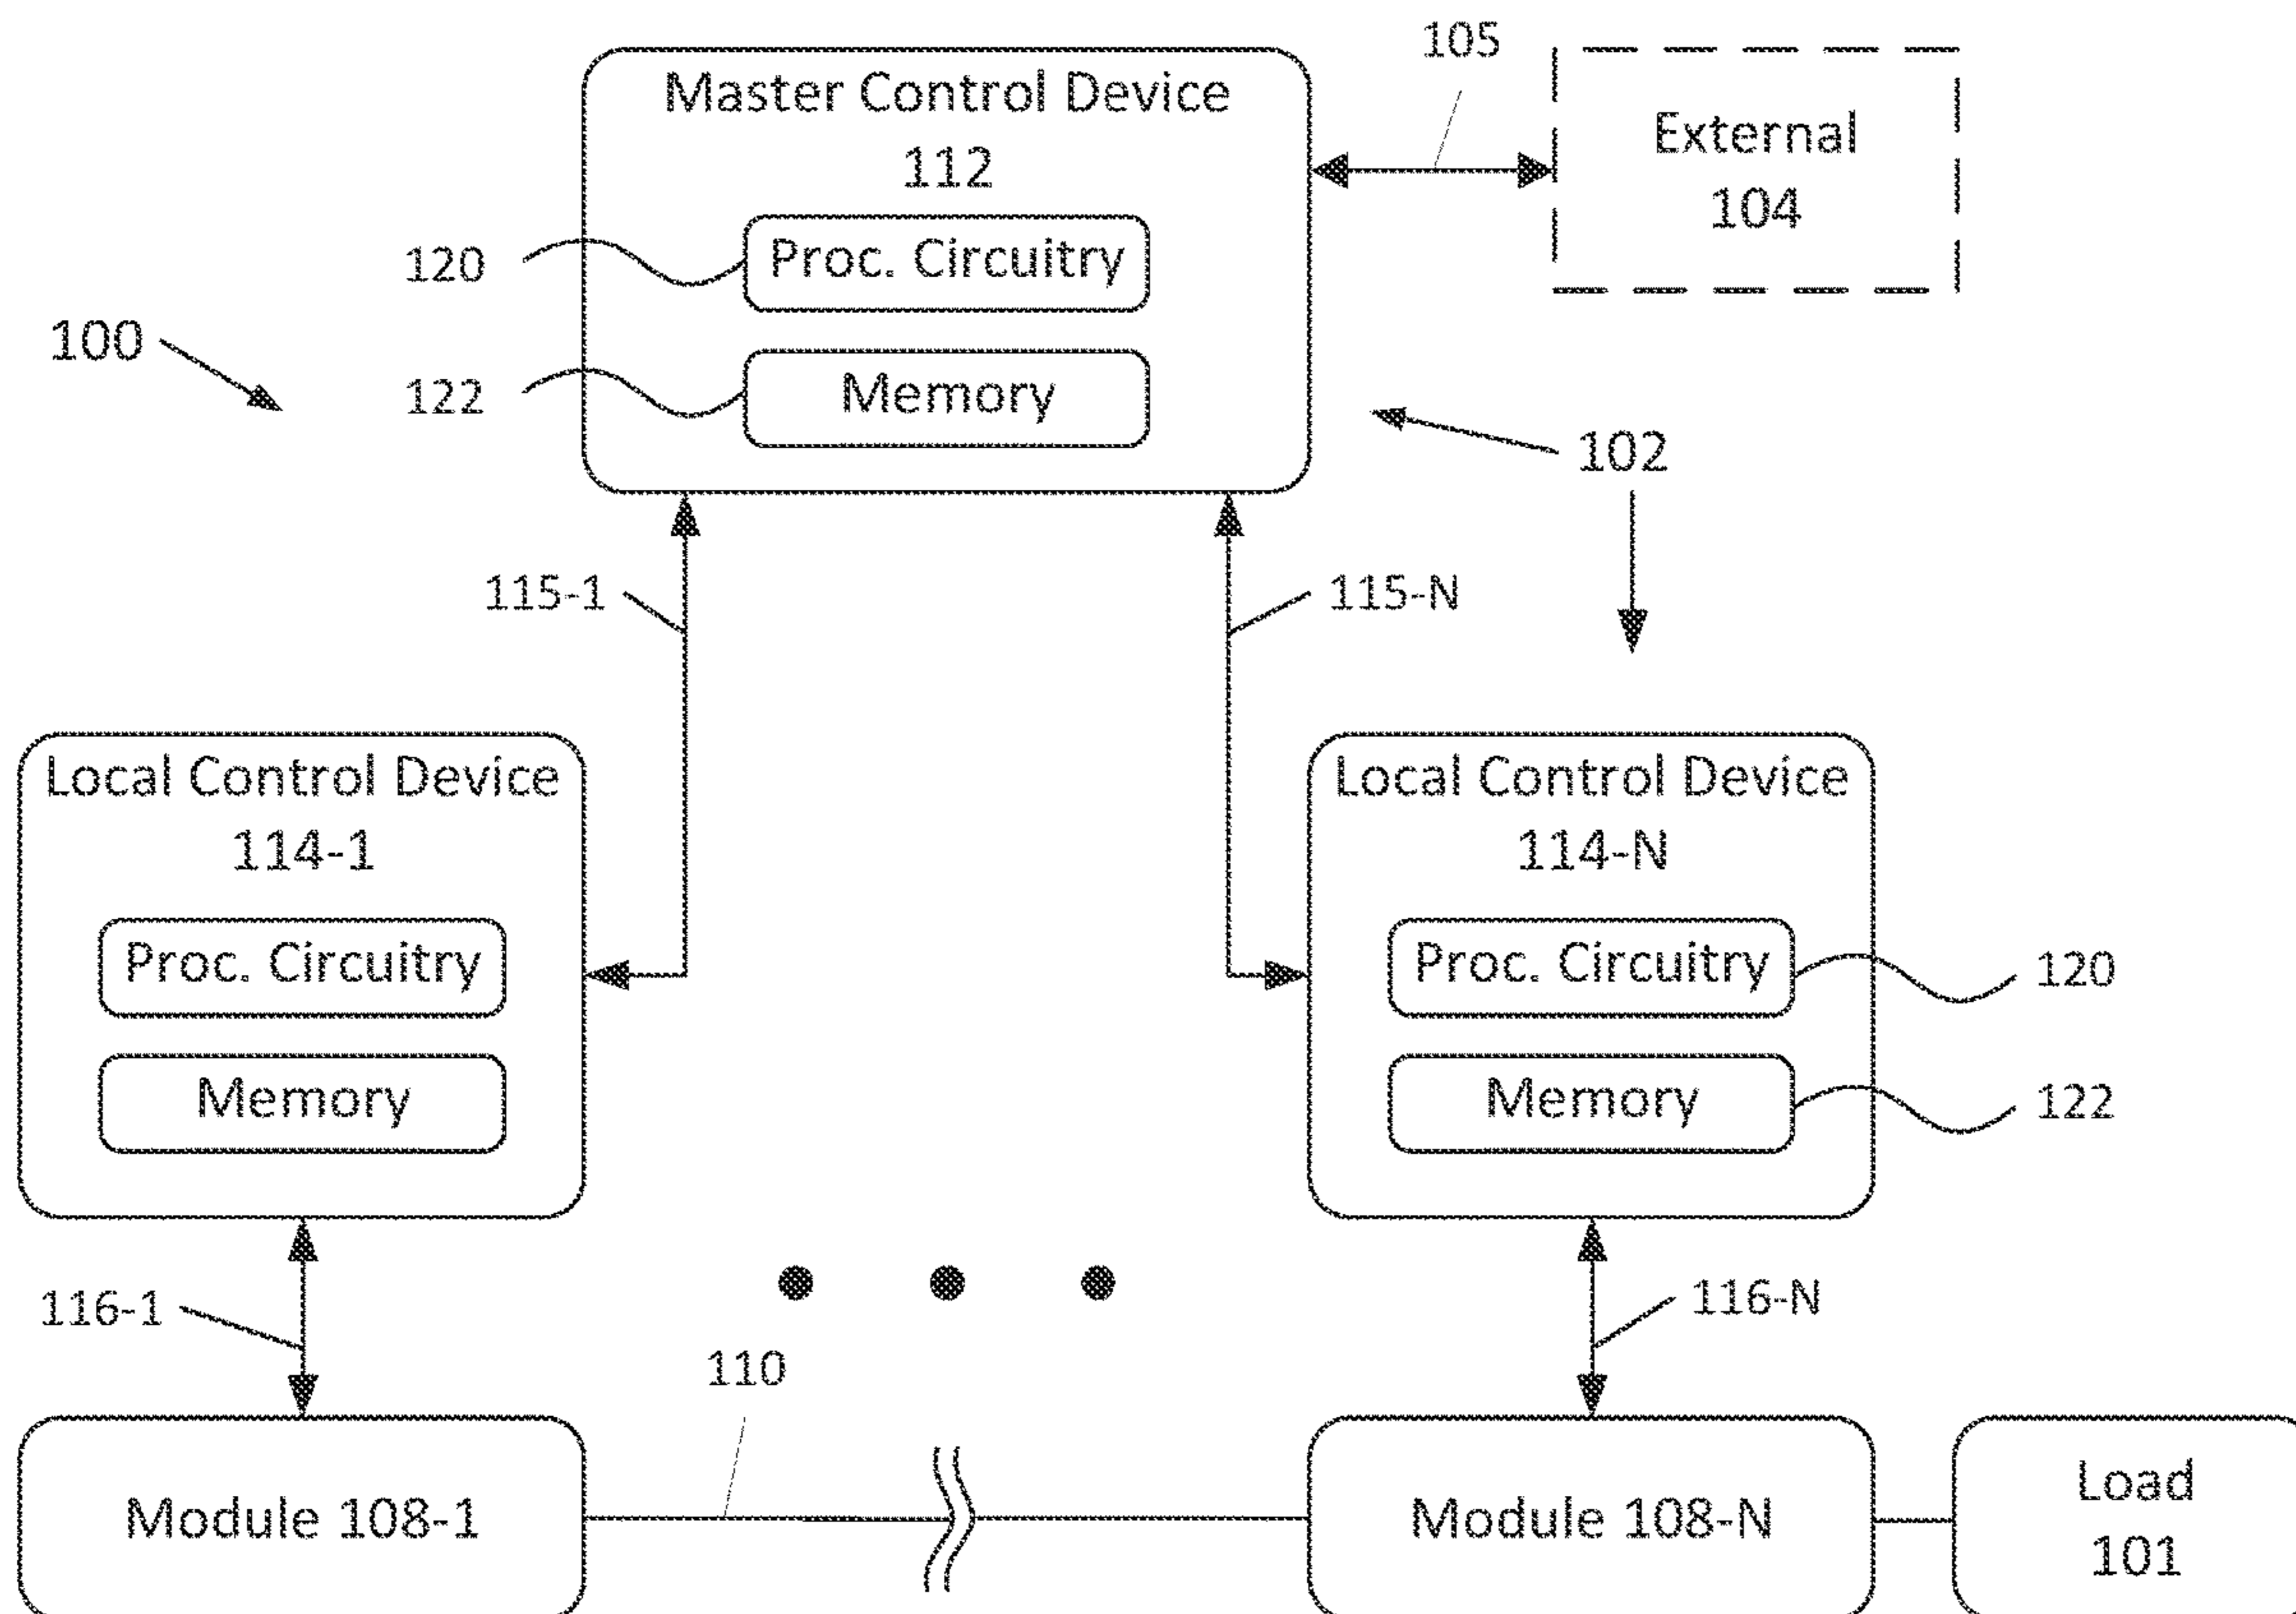 105
Master Control Device
112
External
104
Proc. Circuitry
120
100
Memory
122
102
115-1
115-N
Local Control Device
114-1
Local Control Device
114-N
Proc. Circuitry
Proc. Circuitry
120
Memory
Memory
122
116-1
116-N
110
Module 108-1
Module 108-N
Load
101